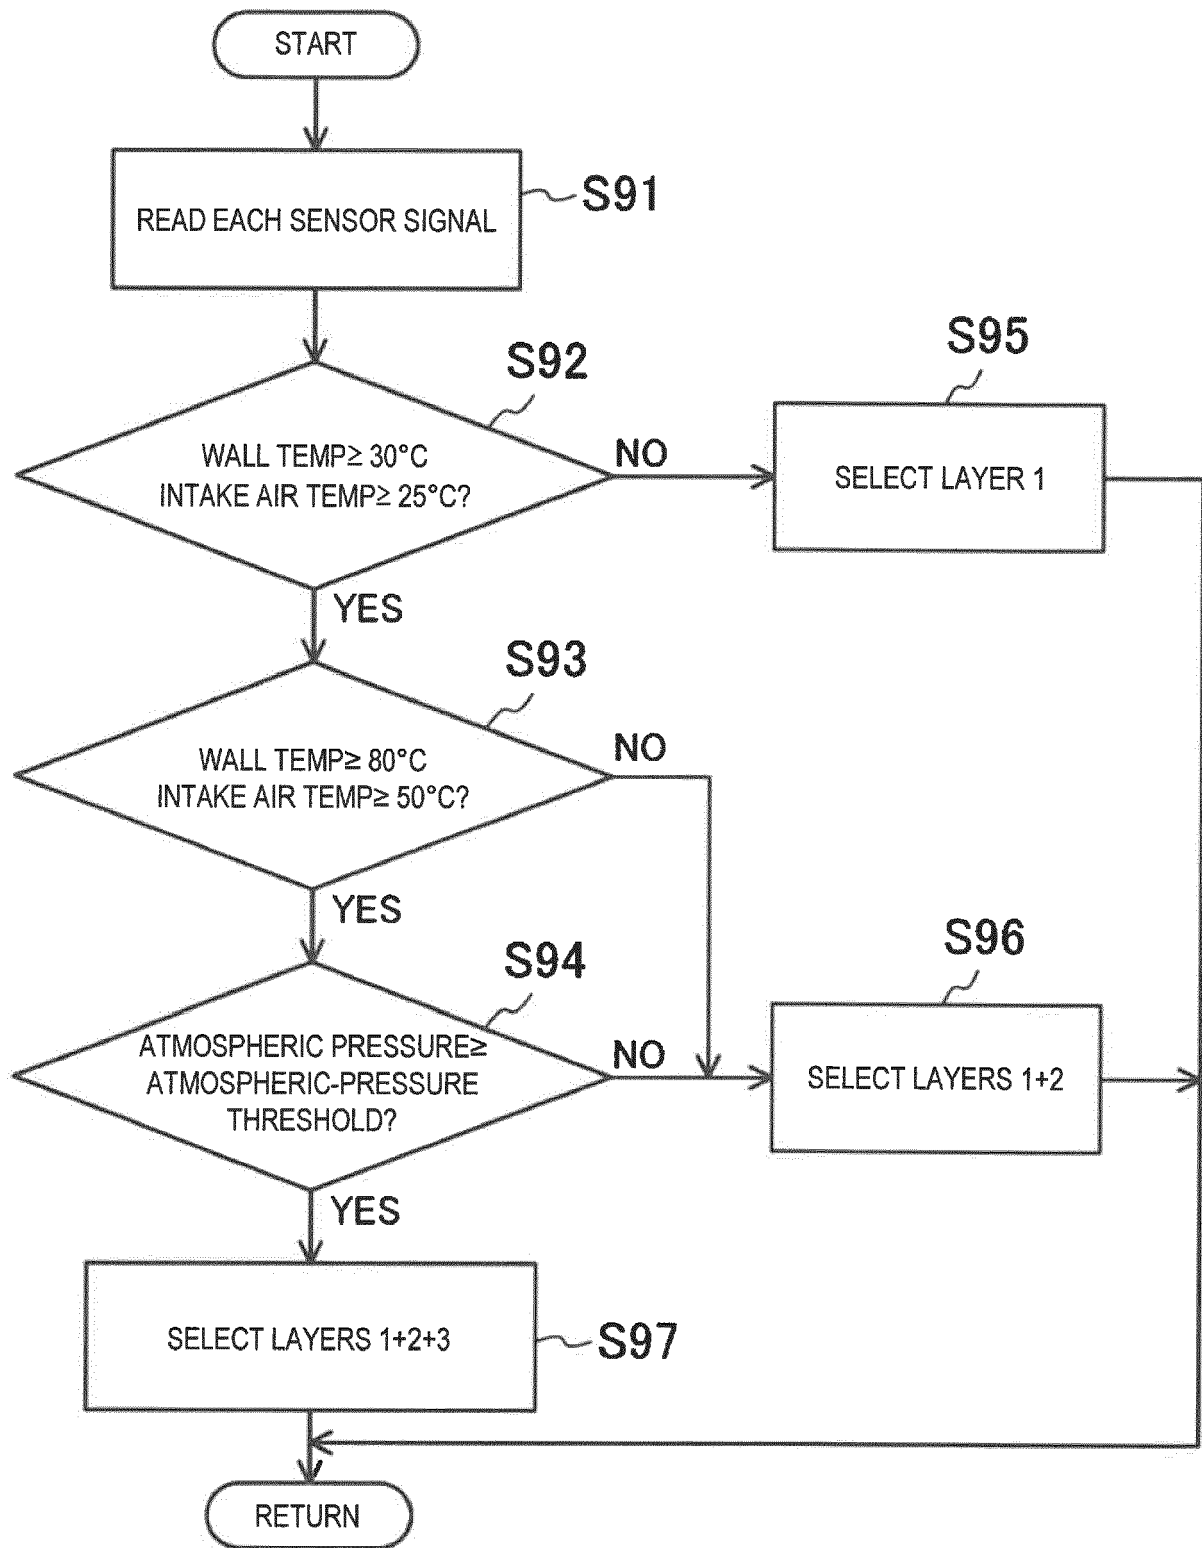 START
READ EACH SENSOR SIGNAL
S91
S92
WALL TEMP≥ 30°C
INTAKE AIR TEMP≥ 25°C?
NO
YES
S95
SELECT LAYER 1
S93
WALL TEMP≥ 80°C
INTAKE AIR TEMP≥ 50°C?
NO
YES
S94
ATMOSPHERIC PRESSURE≥
ATMOSPHERIC-PRESSURE
THRESHOLD?
NO
YES
S96
SELECT LAYERS 1+2
SELECT LAYERS 1+2+3
S97
RETURN